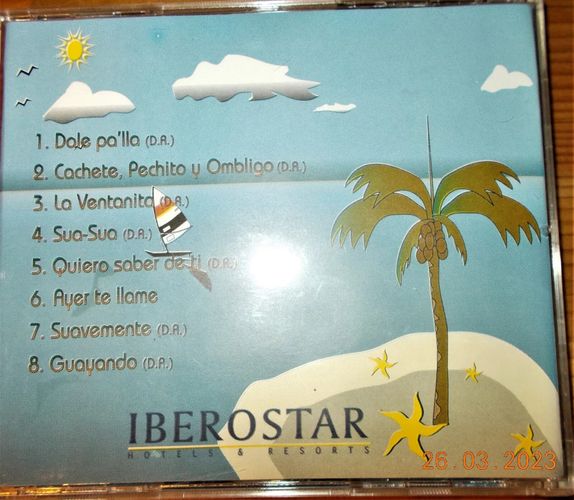 1. Dale pa'lla (D.A.)
2. Cachete, Pechito y Ombligo (D.A.)
3. La Ventanita (D.A.)
4. Sua-Sua (D.A.)
5. Quiero saber de ti (D.A.)
6. Ayer te llame
7. Suavemente (D.A.)
8. Guayando (D.A.)
IBEROSTAR
HOTELS & RESORTS
26.03.2023